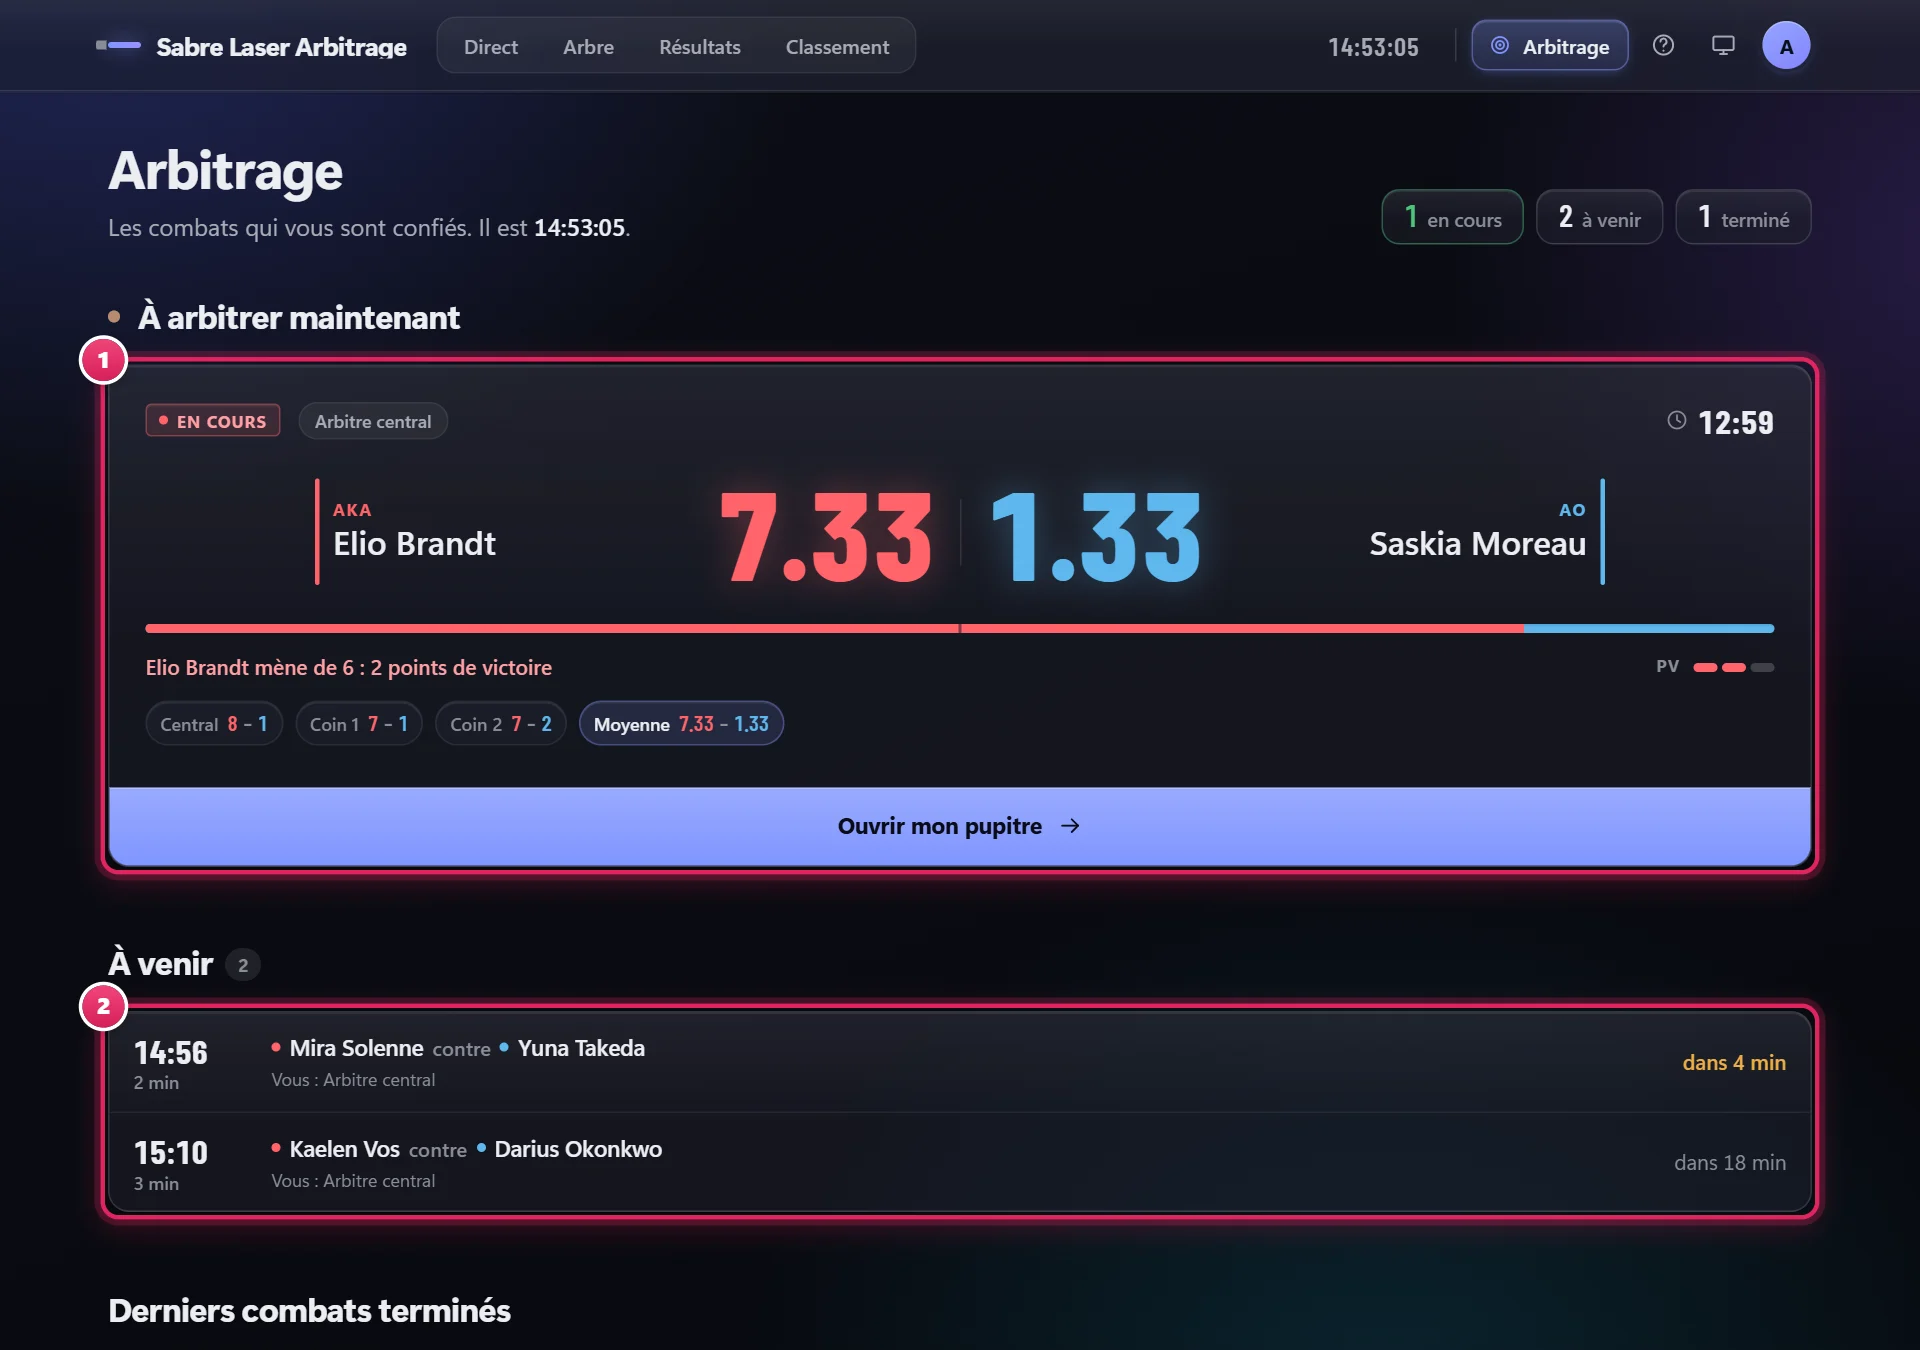 Sabre Laser Arbitrage
Direct
Arbre
Résultats
Classement
14:53:05
Arbitrage
A
Arbitrage
Les combats qui vous sont confiés. Il est 14:53:05.
1 en cours
2 à venir
1 terminé
À arbitrer maintenant
1
EN COURS
Arbitre central
12:59
AKA
Elio Brandt
7.33
1.33
AO
Saskia Moreau
Elio Brandt mène de 6 : 2 points de victoire
PV
Central 8 – 1
Coin 1 7 – 1
Coin 2 7 – 2
Moyenne 7.33 – 1.33
Ouvrir mon pupitre →
À venir 2
2
14:56
2 min
Mira Solenne contre Yuna Takeda
Vous : Arbitre central
dans 4 min
15:10
3 min
Kaelen Vos contre Darius Okonkwo
Vous : Arbitre central
dans 18 min
Derniers combats terminés